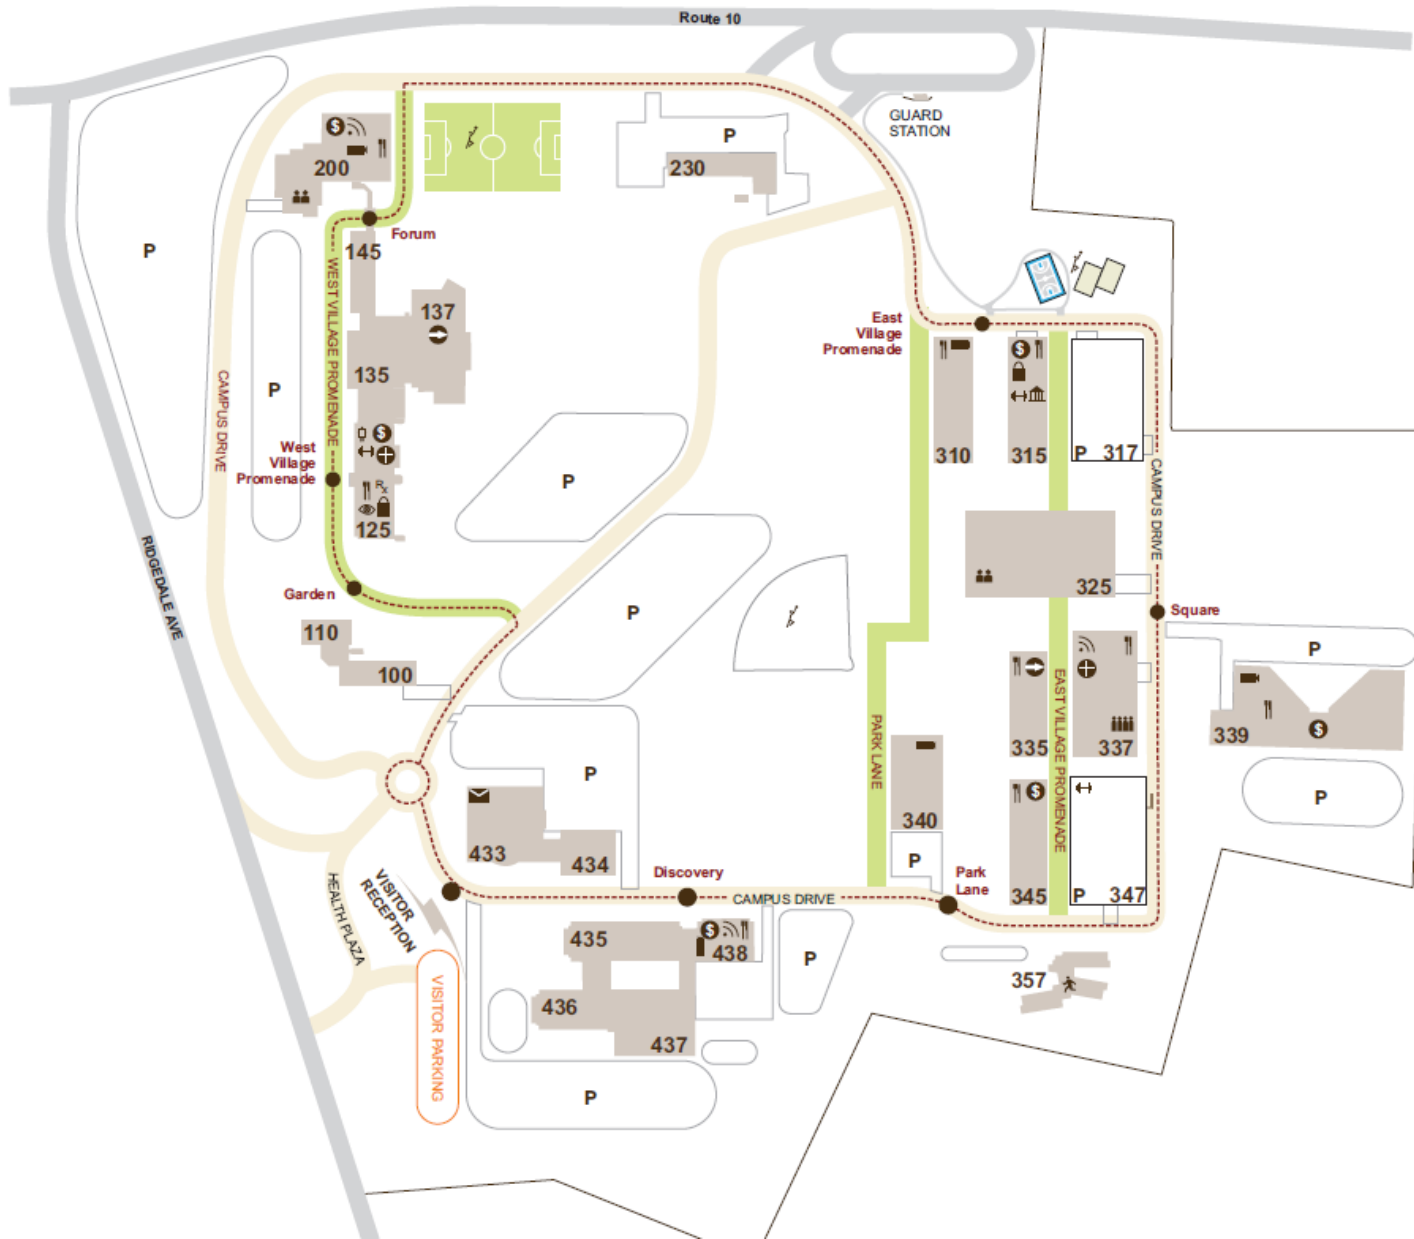 Route 10
GUARD
STATION
P
200
230
P
Forum
145
137
East
Village
Promenade
WEST VILLAGE PROMENADE
135
CAMPUS DRIVE
P
West
Village
Promenade
310
315
P
317
Rx
125
P
CAMPUS DRIVE
RIDGEDALE AVE
325
Garden
P
Square
110
100
P
PARK LANE
335
EAST VILLAGE PROMENADE
337
339
P
P
340
433
434
P
Discovery
Park
Lane
345
P
347
CAMPUS DRIVE
VISITOR
RECEPTION
HEALTH PLAZA
435
438
P
357
436
437
VISITOR PARKING
P